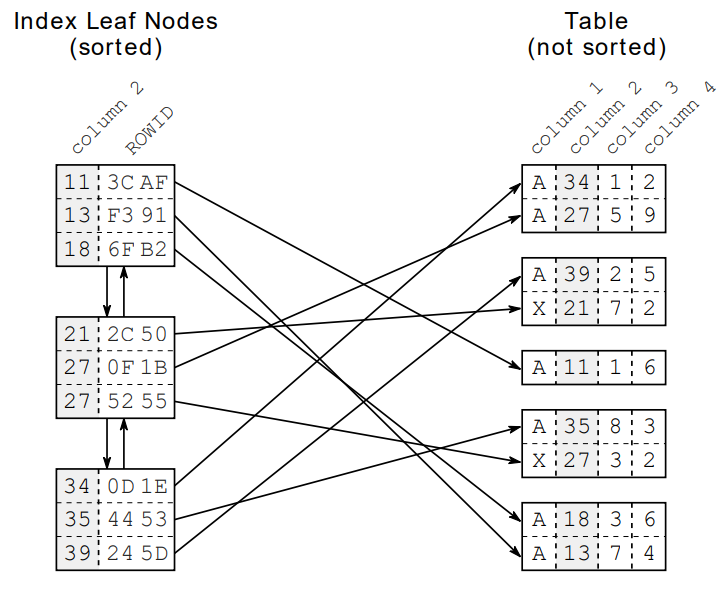 Index Leaf Nodes
(sorted)
column 2
ROWID
11 3C AF
13 F3 91
18 6F B2
21 2C 50
27 0F 1B
27 52 55
34 0D 1E
35 44 53
39 24 5D
Table
(not sorted)
column 1
column 2
column 3
column 4
A 34 1 2
A 27 5 9
A 39 2 5
X 21 7 2
A 11 1 6
A 35 8 3
X 27 3 2
A 18 3 6
A 13 7 4